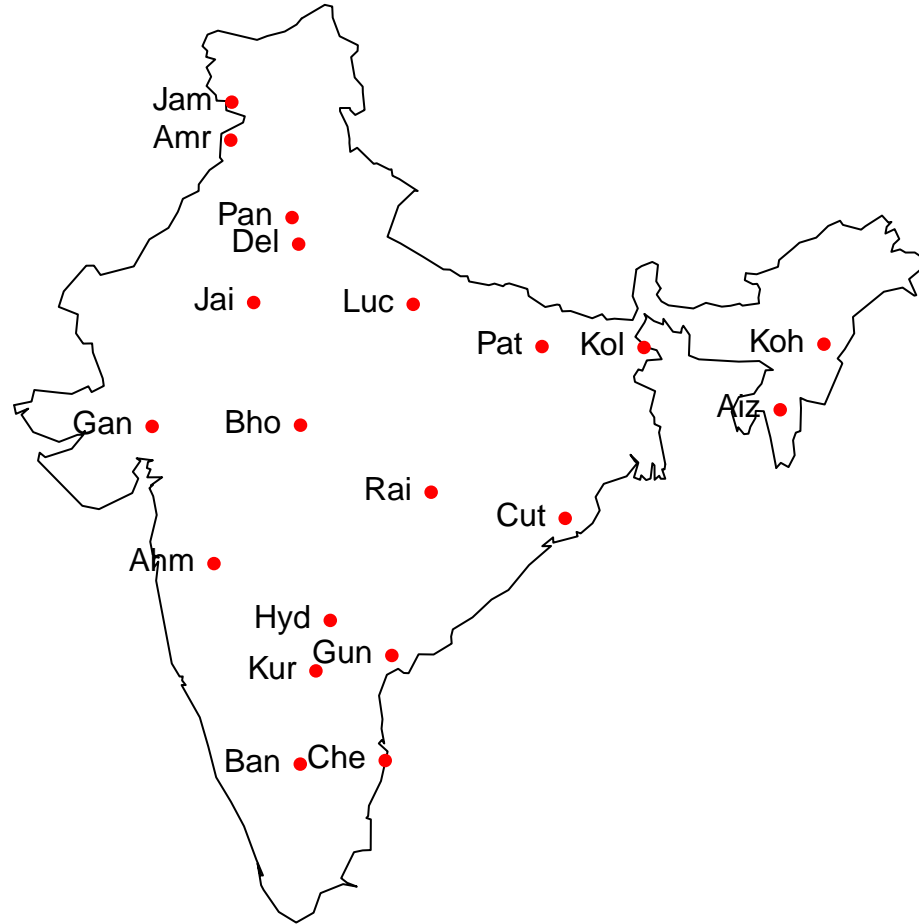 Jam
Amr
Pan
Del
Jai
Luc
Pat
Kol
Koh
Aiz
Gan
Bho
Rai
Cut
Ahm
Hyd
Gun
Kur
Ban
Che